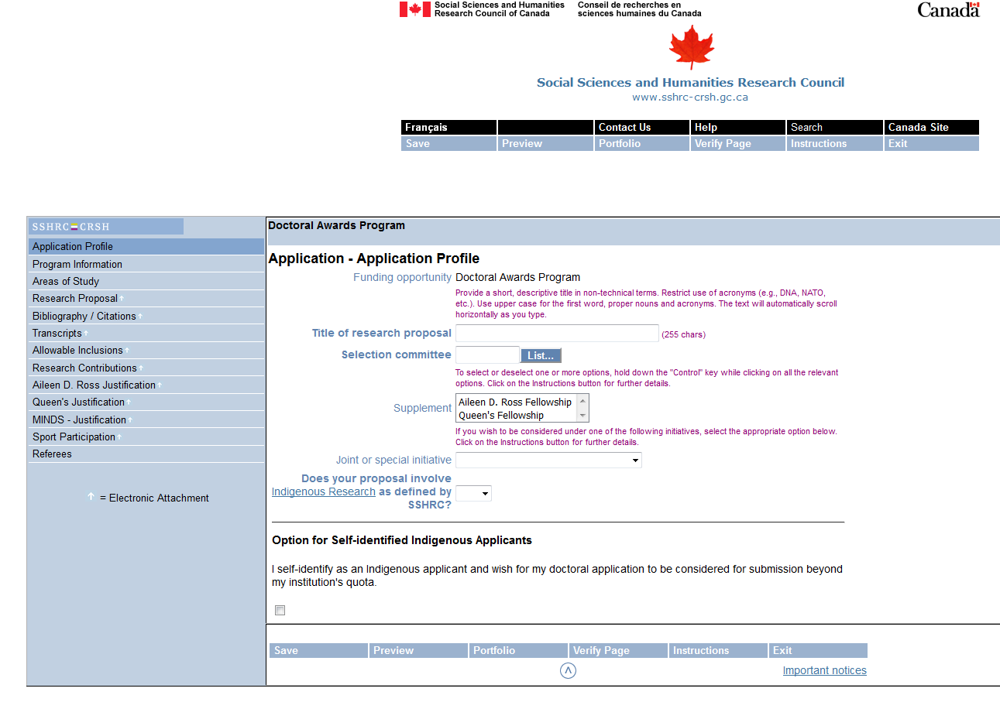 Social Sciences and Humanities Research Council of Canada
Conseil de recherches en sciences humaines du Canada
Canada
Social Sciences and Humanities Research Council
www.sshrc-crsh.gc.ca
Français Contact Us Help Search Canada Site
Save Preview Portfolio Verify Page Instructions Exit
SSHRC CRSH
Application Profile
Program Information
Areas of Study
Research Proposal
Bibliography / Citations
Transcripts
Allowable Inclusions
Research Contributions
Aileen D. Ross Justification
Queen's Justification
MINDS - Justification
Sport Participation
Referees
= Electronic Attachment
Doctoral Awards Program
Application - Application Profile
Funding opportunity Doctoral Awards Program
Provide a short, descriptive title in non-technical terms. Restrict use of acronyms (e.g., DNA, NATO,
etc.). Use upper case for the first word, proper nouns and acronyms. The text will automatically scroll
horizontally as you type.
Title of research proposal (255 chars)
Selection committee List...
To select or deselect one or more options, hold down the "Control" key while clicking on all the relevant
options. Click on the Instructions button for further details.
Supplement
Aileen D. Ross Fellowship
Queen's Fellowship
If you wish to be considered under one of the following initiatives, select the appropriate option below.
Click on the Instructions button for further details.
Joint or special initiative
Does your proposal involve
Indigenous Research as defined by
SSHRC?
Option for Self-identified Indigenous Applicants
I self-identify as an Indigenous applicant and wish for my doctoral application to be considered for submission beyond
my institution's quota.
Save Preview Portfolio Verify Page Instructions Exit
Important notices